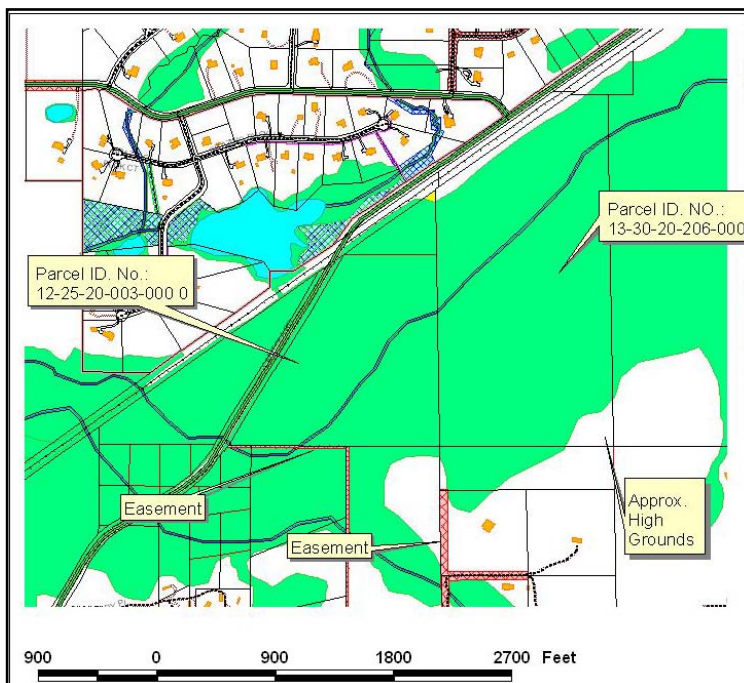 Parcel ID. NO.:
13-30-20-206-000
Parcel ID. No.:
12-25-20-003-000 0
Easement
Easement
Approx.
High
Grounds
900 0 900 1800 2700 Feet